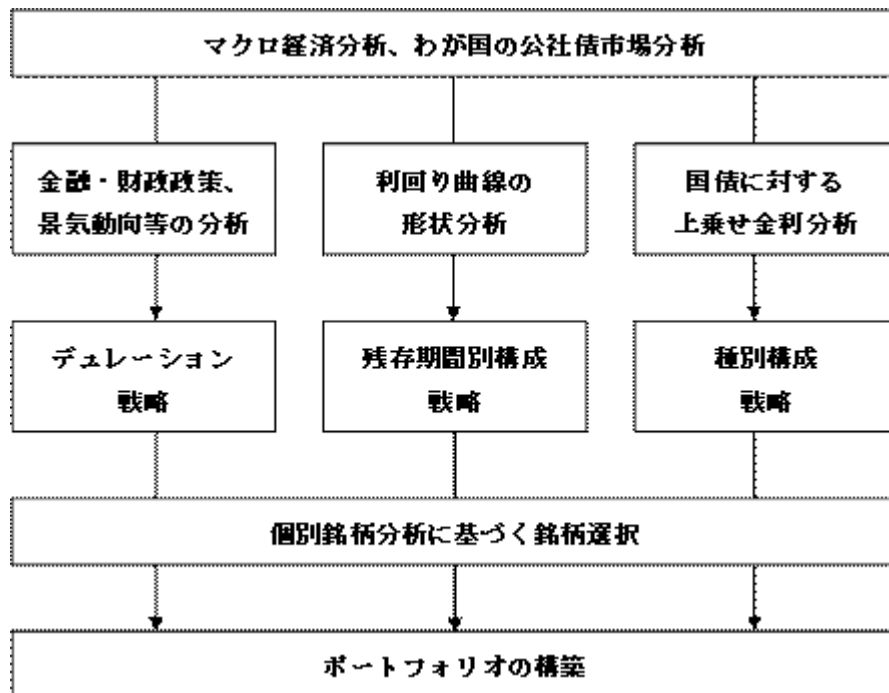 マクロ経済分析、わが国の公社債市場分析
金融・財政政策、
景気動向等の分析
利回り曲線の
形状分析
国債に対する
上乗せ金利分析
デュレーション
戦略
残存期間別構成
戦略
種別構成
戦略
個別銘柄分析に基づく銘柄選択
ポートフォリオの構築